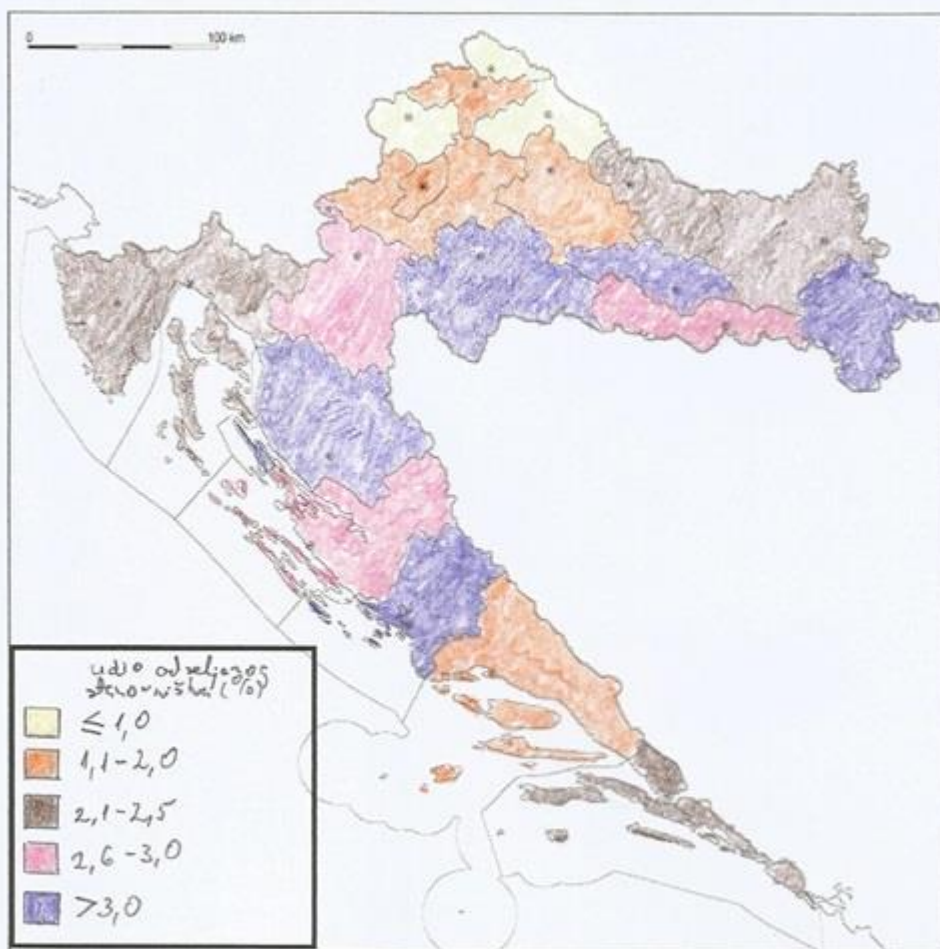 0 100 km
udio odseljenog
stanovništva (%)
≤ 1,0
1,1-2,0
2,1-2,5
2,6-3,0
>3,0